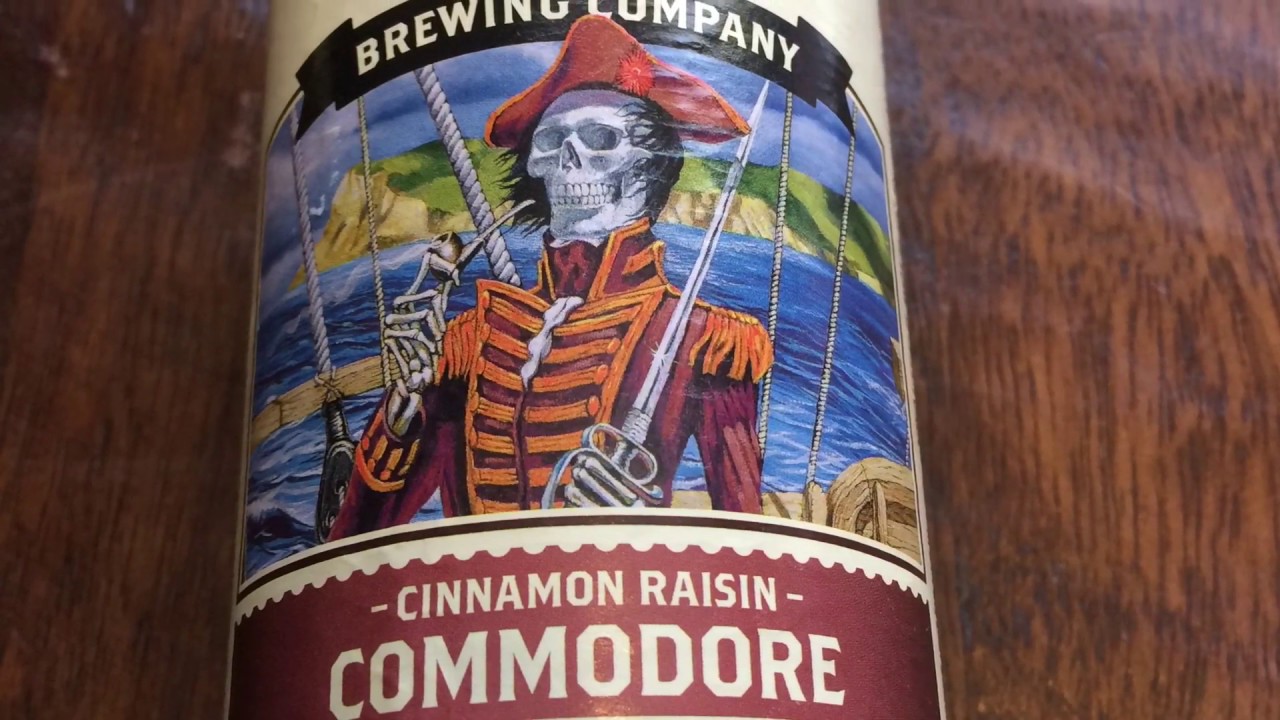 BREWING COMPANY
- CINNAMON RAISIN -
COMMODORE